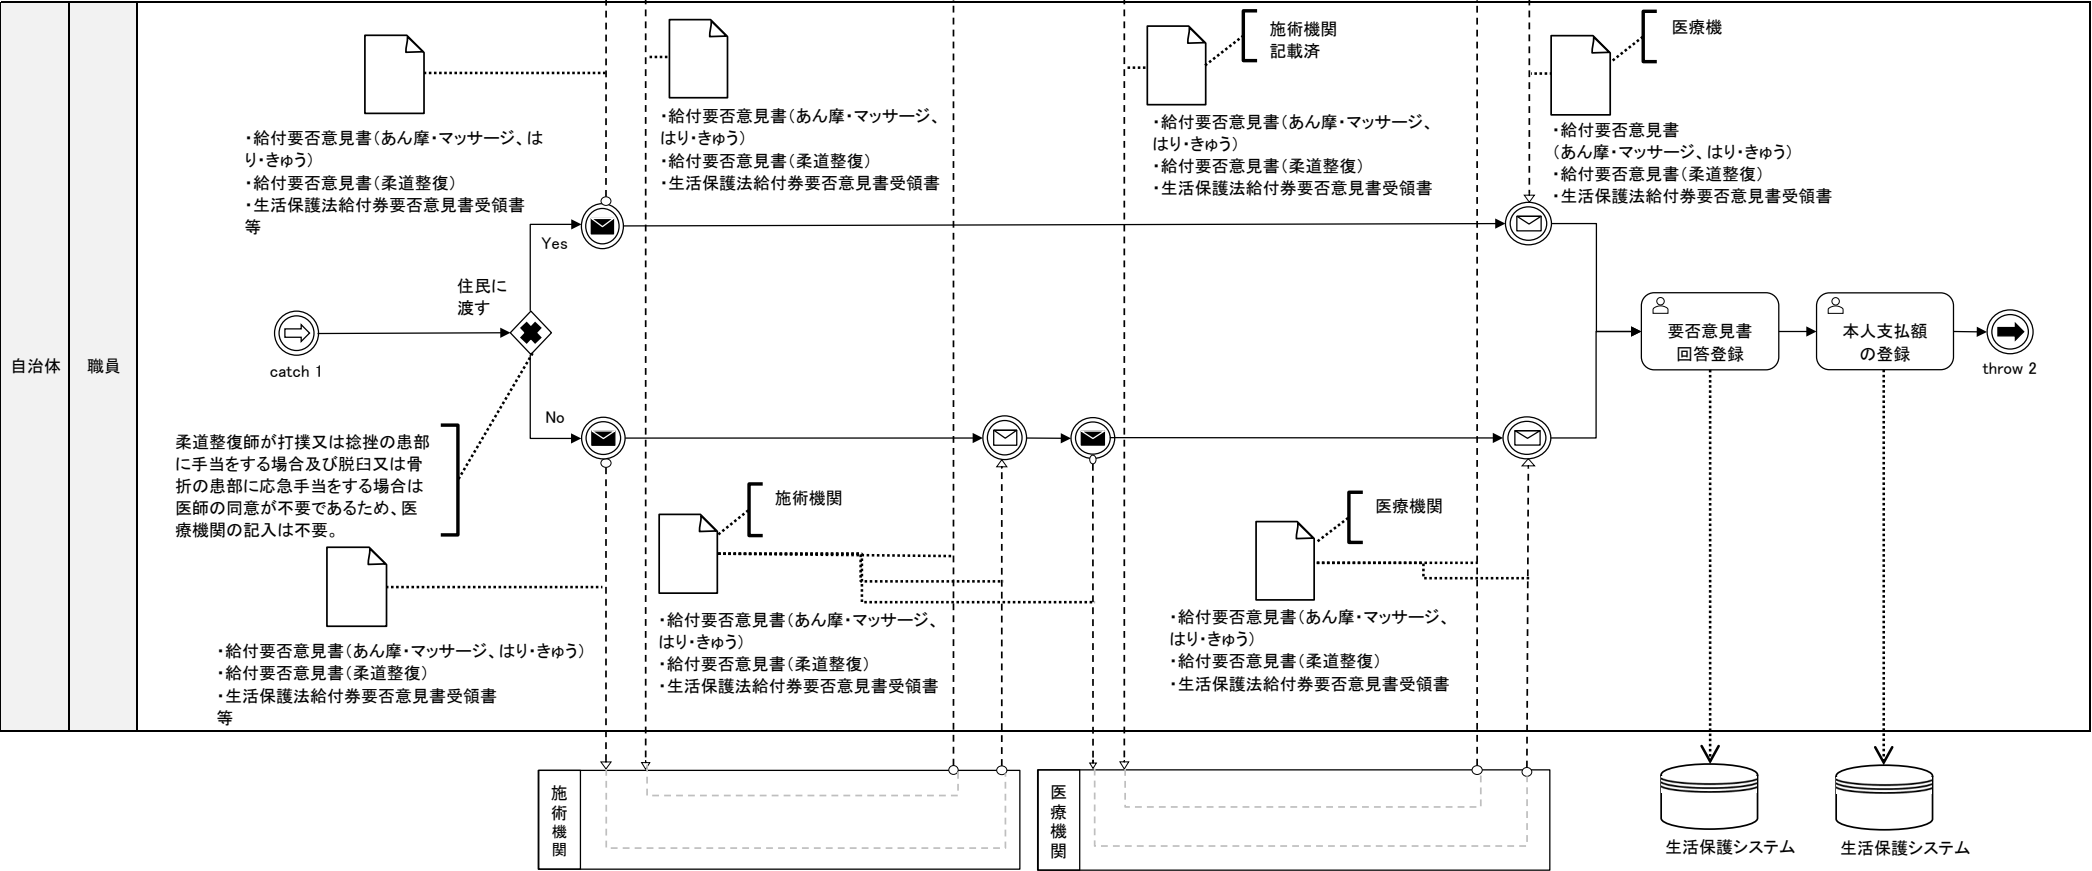 自治体
職員
・給付要否意見書（あん摩・マッサージ、は
り・きゅう）
・給付要否意見書（柔道整復）
・生活保護法給付券要否意見書受領書
等
・給付要否意見書（あん摩・マッサージ、
はり・きゅう）
・給付要否意見書（柔道整復）
・生活保護法給付券要否意見書受領書
施術機関
記載済
・給付要否意見書（あん摩・マッサージ、
はり・きゅう）
・給付要否意見書（柔道整復）
・生活保護法給付券要否意見書受領書
医療機
・給付要否意見書
（あん摩・マッサージ、はり・きゅう）
・給付要否意見書（柔道整復）
・生活保護法給付券要否意見書受領書
Yes
住民に
渡す
catch 1
No
要否意見書
回答登録
本人支払額
の登録
throw 2
柔道整復師が打撲又は捻挫の患部
に手当をする場合及び脱臼又は骨
折の患部に応急手当をする場合は
医師の同意が不要であるため、医
療機関の記入は不要。
・給付要否意見書（あん摩・マッサージ、はり・きゅう）
・給付要否意見書（柔道整復）
・生活保護法給付券要否意見書受領書
等
施術機関
・給付要否意見書（あん摩・マッサージ、
はり・きゅう）
・給付要否意見書（柔道整復）
・生活保護法給付券要否意見書受領書
医療機関
・給付要否意見書（あん摩・マッサージ、
はり・きゅう）
・給付要否意見書（柔道整復）
・生活保護法給付券要否意見書受領書
施術機関
医療機関
生活保護システム
生活保護システム